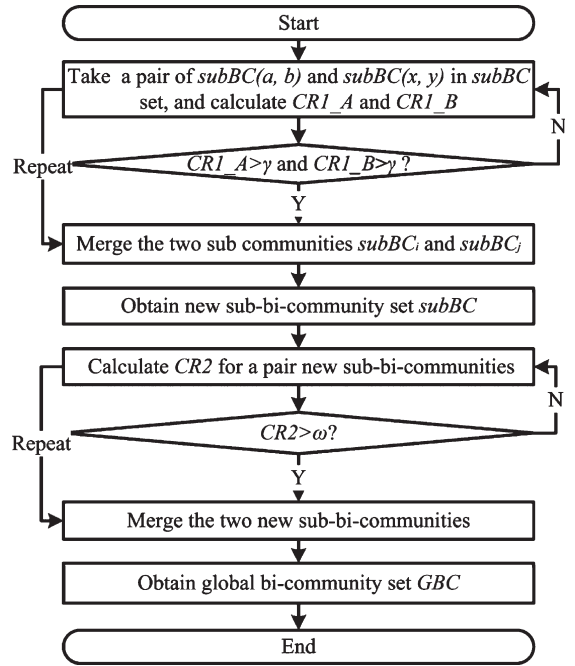 Start
Take a pair of subBC(a, b) and subBC(x, y) in subBC
set, and calculate CR1_A and CR1_B
N
Repeat
CR1_A>γ and CR1_B>γ ?
Y
Merge the two sub communities subBCi and subBCj
Obtain new sub-bi-community set subBC
Calculate CR2 for a pair new sub-bi-communities
N
Repeat
CR2>ω?
Y
Merge the two new sub-bi-communities
Obtain global bi-community set GBC
End